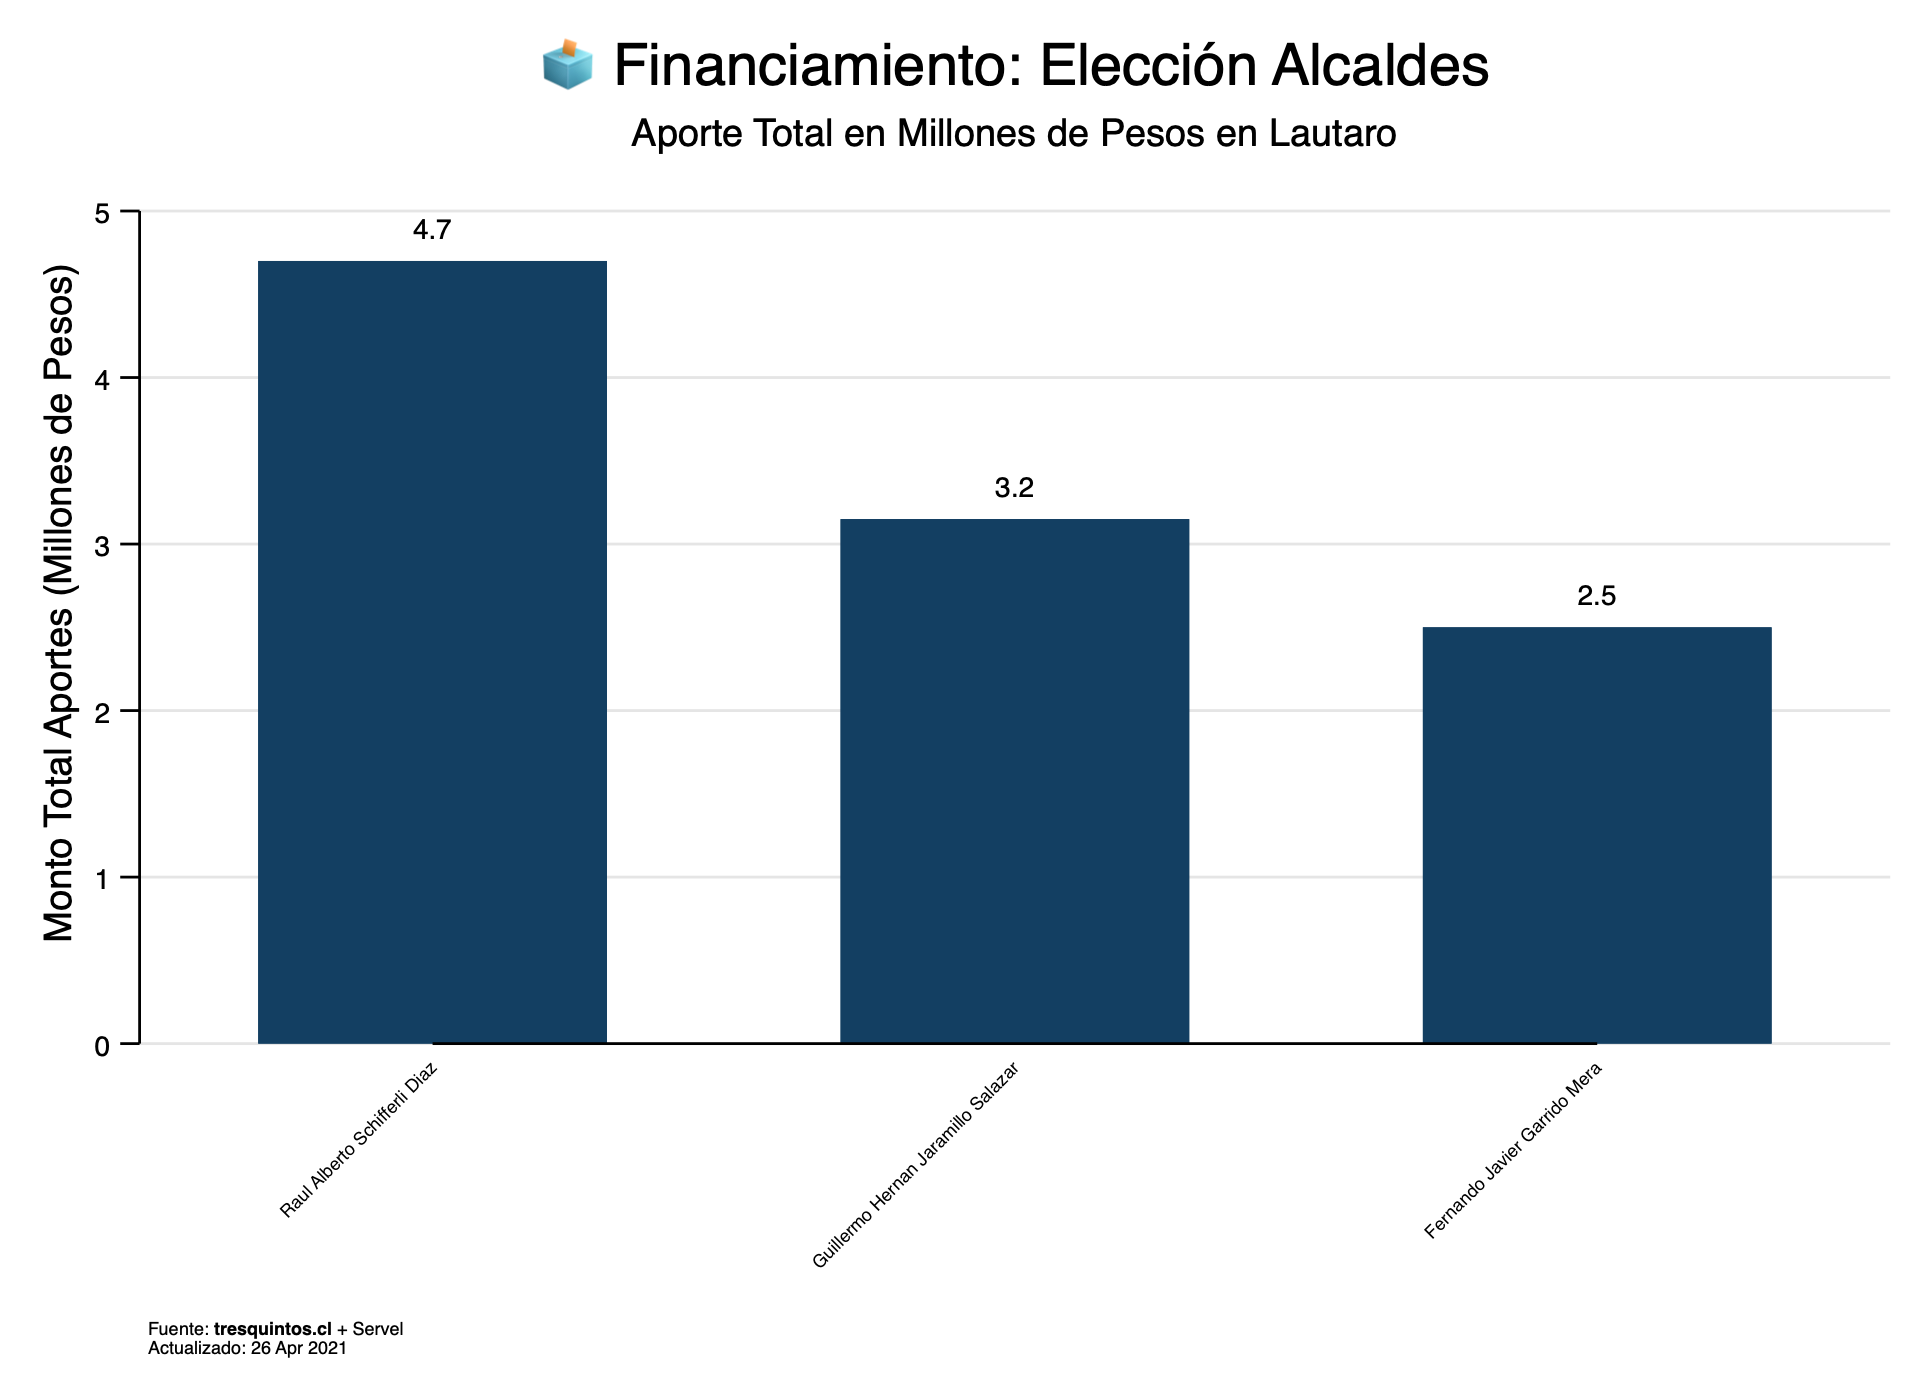 Financiamiento: Elección Alcaldes
Aporte Total en Millones de Pesos en Lautaro
Monto Total Aportes (Millones de Pesos)
5
4
3
2
1
0
4.7
3.2
2.5
Raul Alberto Schifferli Diaz
Guillermo Hernan Jaramillo Salazar
Fernando Javier Garrido Mera
Fuente: tresquintos.cl + Servel
Actualizado: 26 Apr 2021